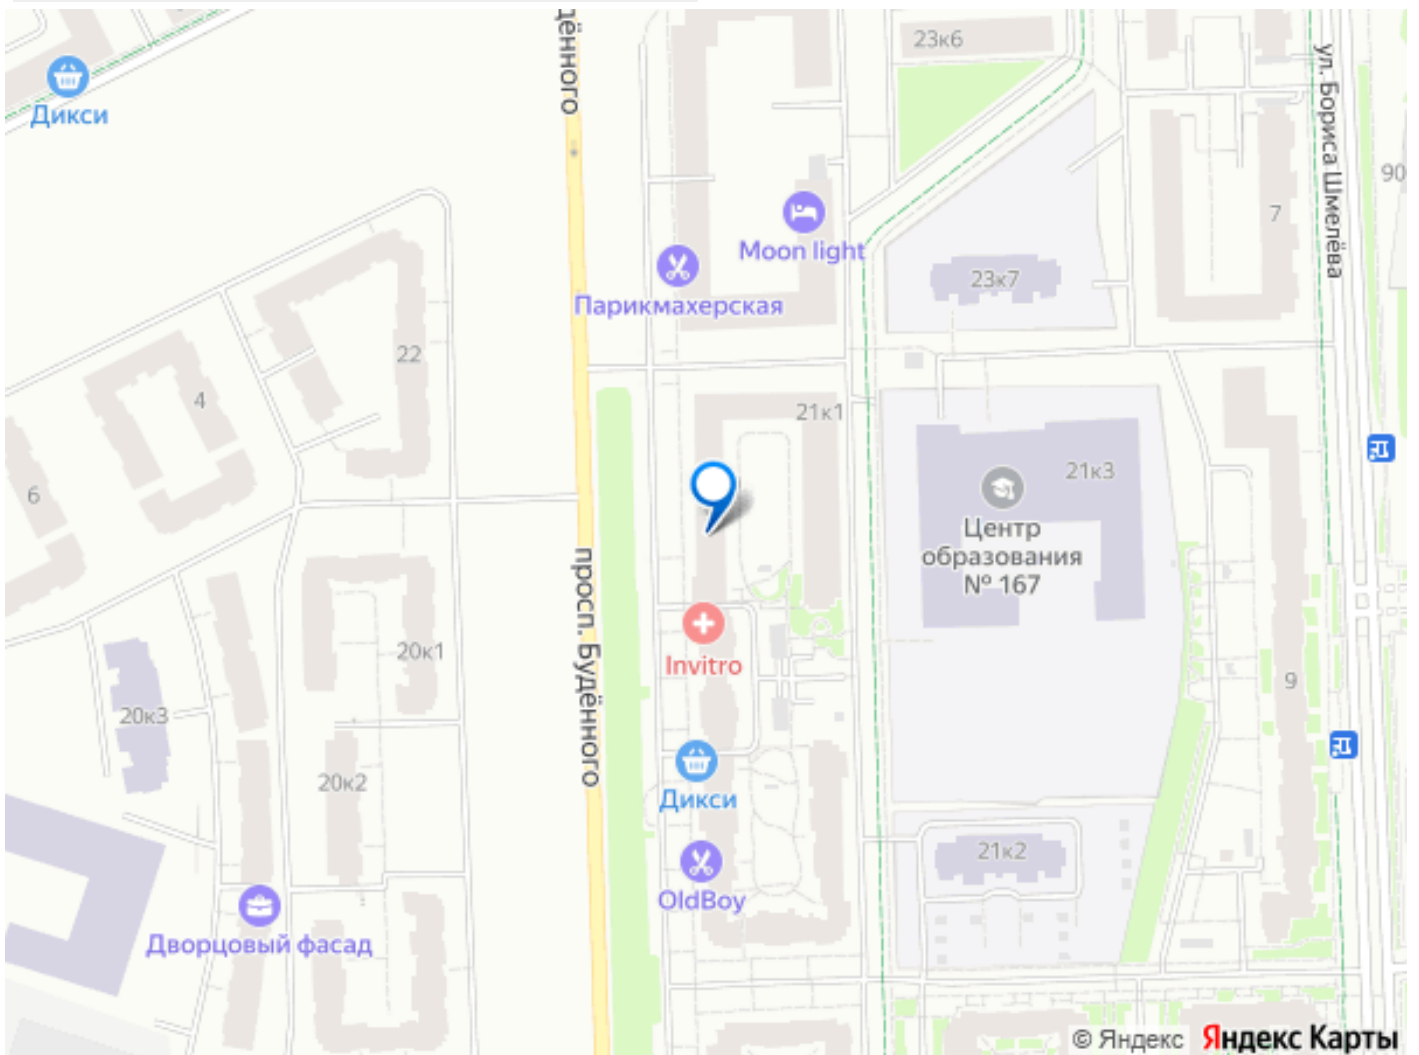 дённого
23к6
ул. Бориса Шмелёва
Дикси
90
7
Moon light
23к7
Парикмахерская
22
4
21к1
21к3
6
Центр
образования
№ 167
просп. Будённого
20к1
Invitro
9
20к3
20к2
Дикси
21к2
OldBoy
Дворцовый фасад
© Яндекс Яндекс Карты